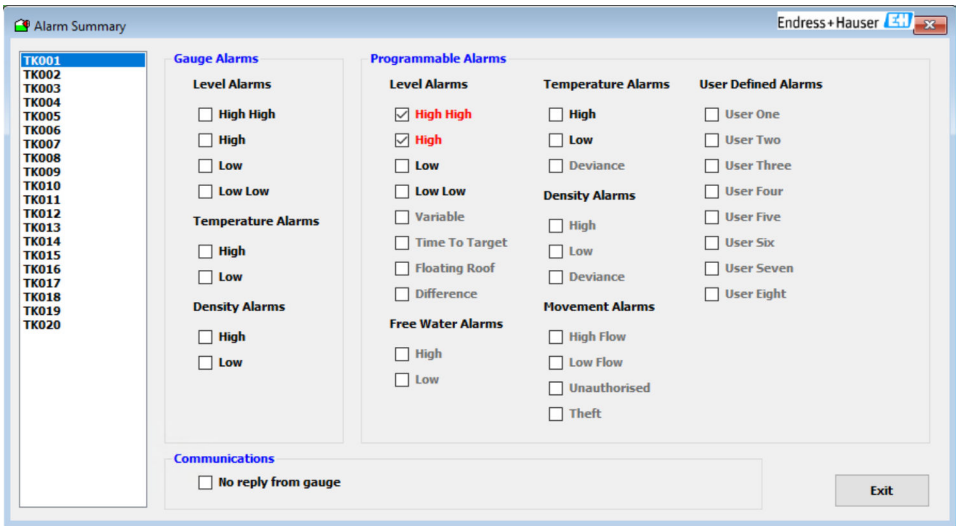 Alarm Summary
Endress+Hauser EH
TK001
TK002
TK003
TK004
TK005
TK006
TK007
TK008
TK009
TK010
TK011
TK012
TK013
TK014
TK015
TK016
TK017
TK018
TK019
TK020
Gauge Alarms
Level Alarms
High High
High
Low
Low Low
Temperature Alarms
High
Low
Density Alarms
High
Low
Programmable Alarms
Level Alarms
High High
High
Low
Low Low
Variable
Time To Target
Floating Roof
Difference
Free Water Alarms
High
Low
Temperature Alarms
High
Low
Deviance
Density Alarms
High
Low
Deviance
Movement Alarms
High Flow
Low Flow
Unauthorised
Theft
User Defined Alarms
User One
User Two
User Three
User Four
User Five
User Six
User Seven
User Eight
Communications
No reply from gauge
Exit